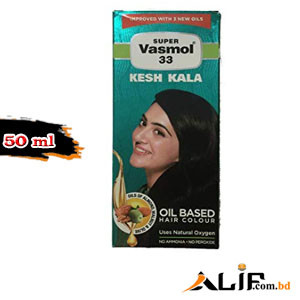 IMPROVED WITH 3 NEW OILS
SUPER
Vasmol
33
KESH KALA
50 ml
OIL BASED
HAIR COLOUR
Uses Natural Oxygen
NO AMMONIA • NO PEROXIDE
ALIF.com.bd